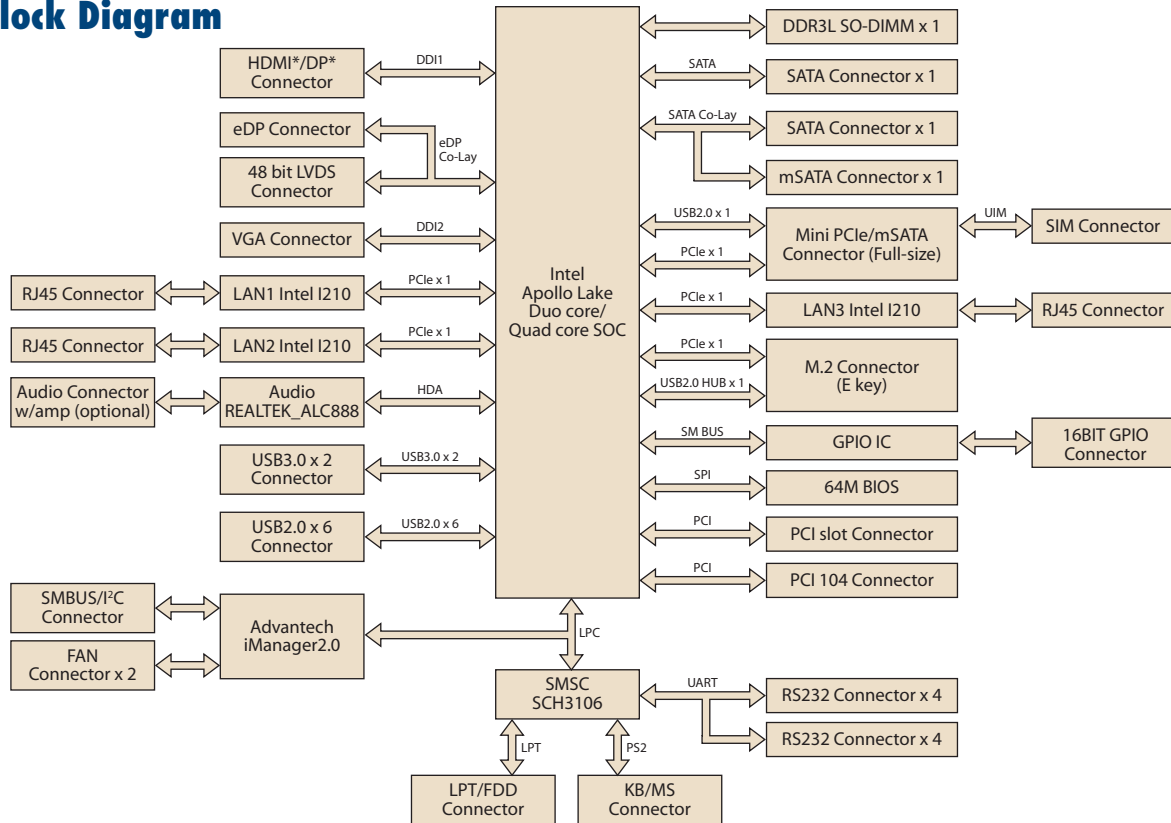 lock Diagram
HDMI*/DP*
Connector
DDI1
eDP Connector
eDP
Co-Lay
48 bit LVDS
Connector
VGA Connector
DDI2
RJ45 Connector
LAN1 Intel I210
PCIe x 1
RJ45 Connector
LAN2 Intel I210
PCIe x 1
Audio Connector
w/amp (optional)
Audio
REALTEK_ALC888
HDA
USB3.0 x 2
Connector
USB3.0 x 2
USB2.0 x 6
Connector
USB2.0 x 6
SMBUS/I²C
Connector
FAN
Connector x 2
Advantech
iManager2.0
Intel
Apollo Lake
Duo core/
Quad core SOC
LPC
SMSC
SCH3106
LPT
PS2
LPT/FDD
Connector
KB/MS
Connector
DDR3L SO-DIMM x 1
SATA
SATA Connector x 1
SATA Co-Lay
SATA Connector x 1
mSATA Connector x 1
USB2.0 x 1
PCIe x 1
Mini PCIe/mSATA
Connector (Full-size)
UIM
SIM Connector
PCIe x 1
LAN3 Intel I210
RJ45 Connector
PCIe x 1
USB2.0 HUB x 1
M.2 Connector
(E key)
SM BUS
GPIO IC
16BIT GPIO
Connector
SPI
64M BIOS
PCI
PCI slot Connector
PCI
PCI 104 Connector
UART
RS232 Connector x 4
RS232 Connector x 4